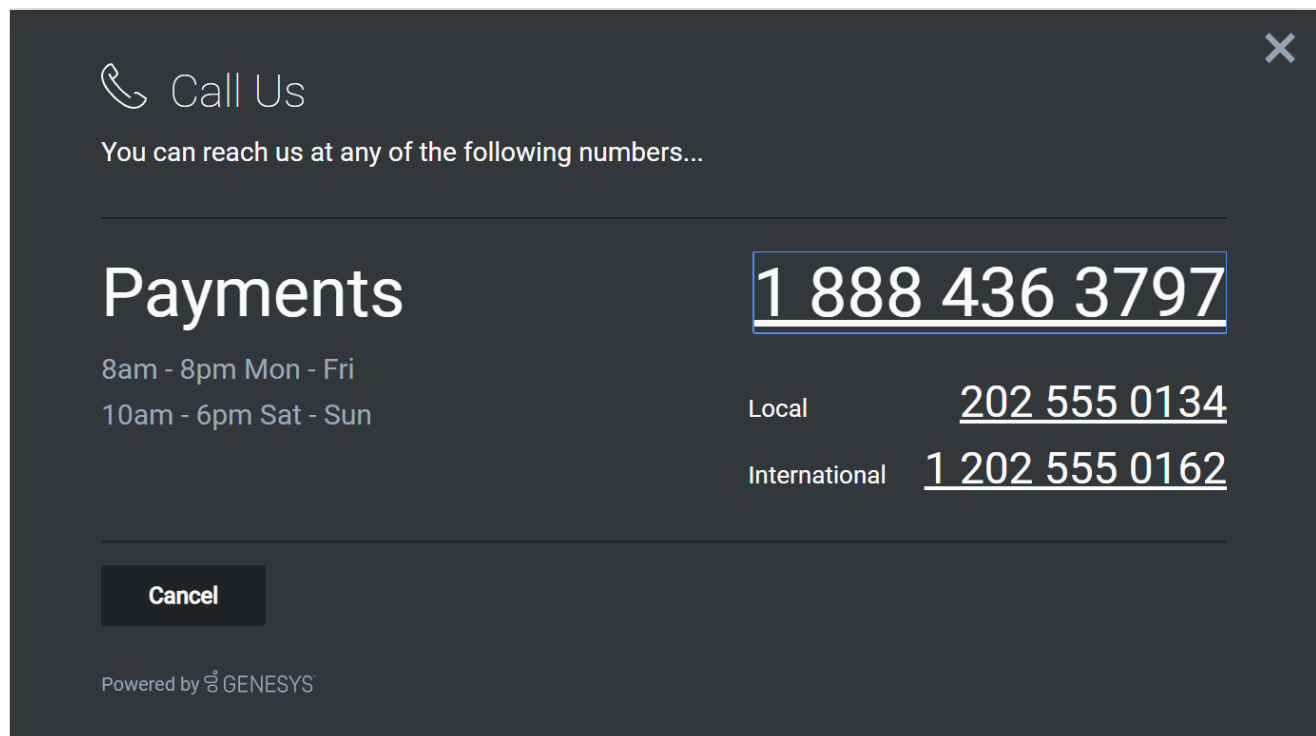 Call Us
You can reach us at any of the following numbers...
Payments
1 888 436 3797
8am - 8pm Mon - Fri
10am - 6pm Sat - Sun
Local 202 555 0134
International 1 202 555 0162
Cancel
Powered by GENESYS